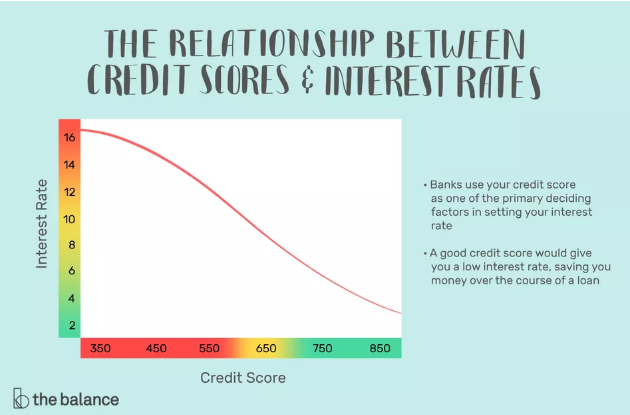 THE RELATIONSHIP BETWEEN
CREDIT SCORES & INTEREST RATES
Interest Rate
16
14
12
10
8
6
4
2
350 450 550 650 750 850
Credit Score
• Banks use your credit score
as one of the primary deciding
factors in setting your interest
rate
• A good credit score would give
you a low interest rate, saving you
money over the course of a loan
the balance